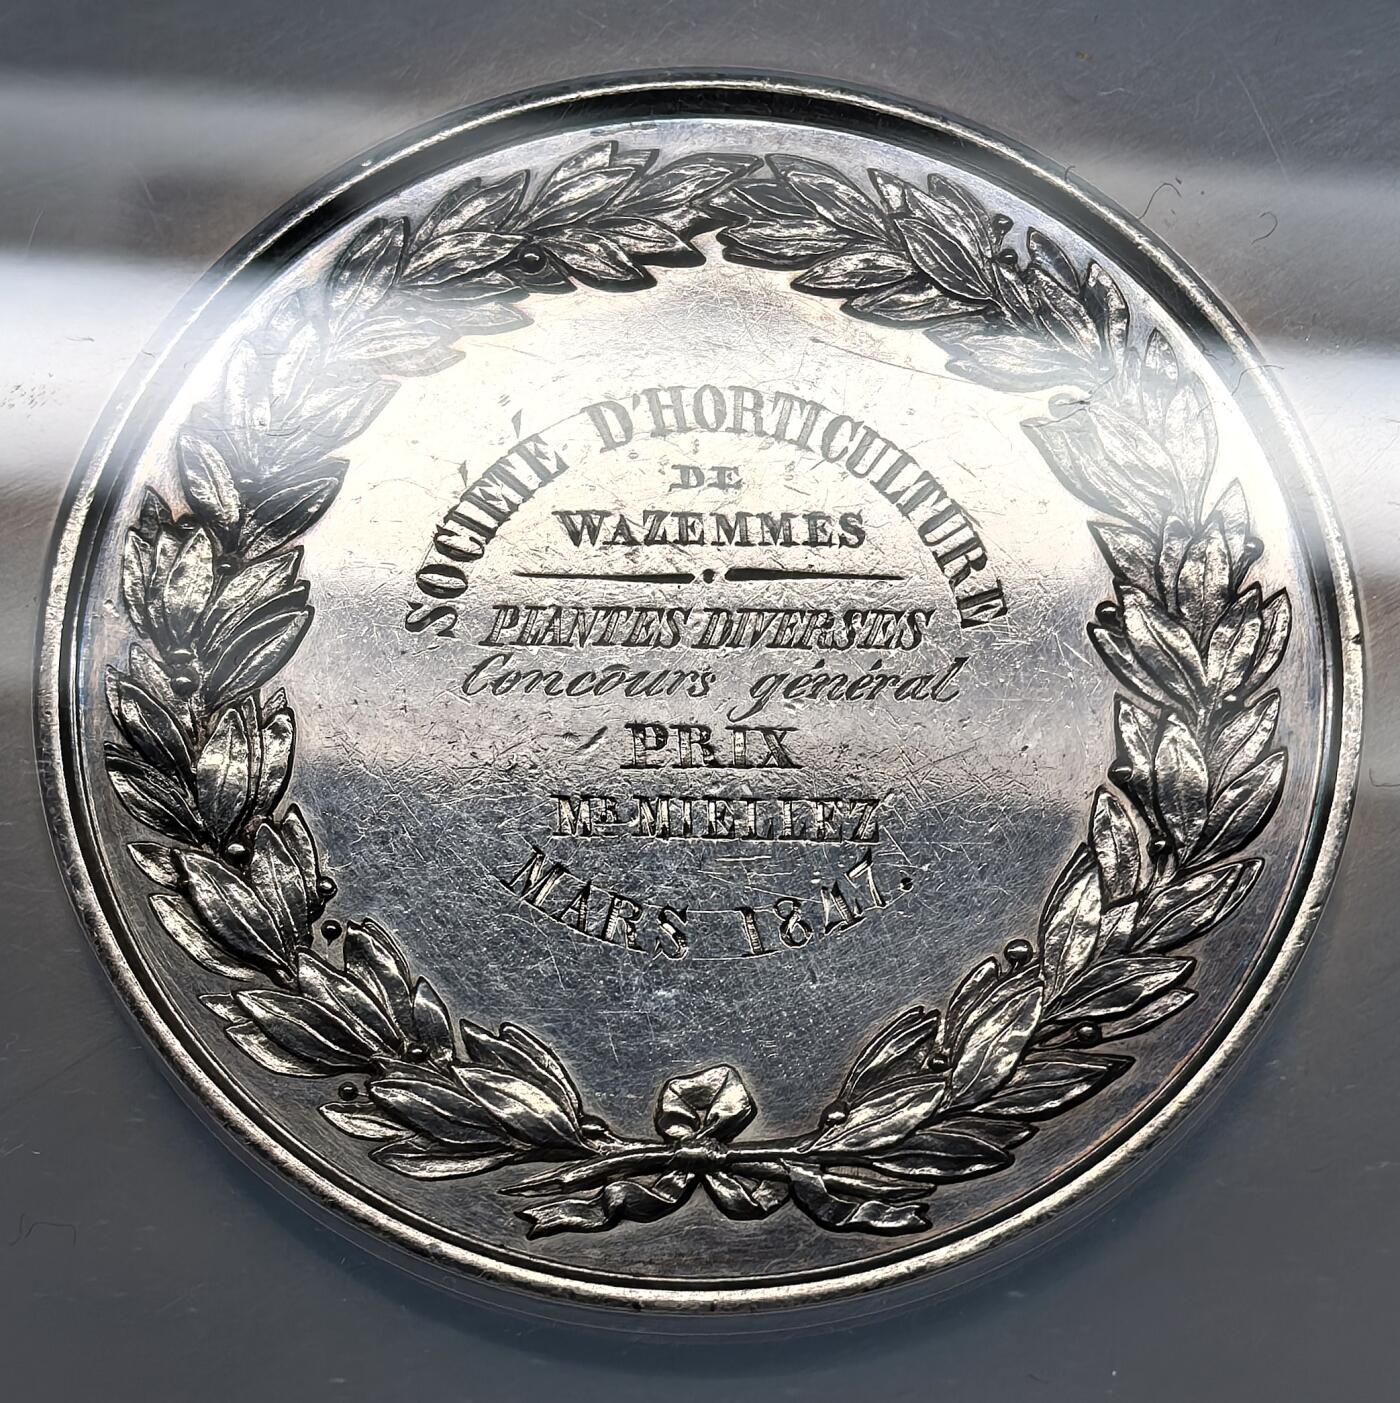 SOCIÉTÉ D'HORTICULTURE
DE
WAZEMMES
PLANTES DIVERSES
Concours général
PRIX
MR MIELLEZ
MARS 1847.